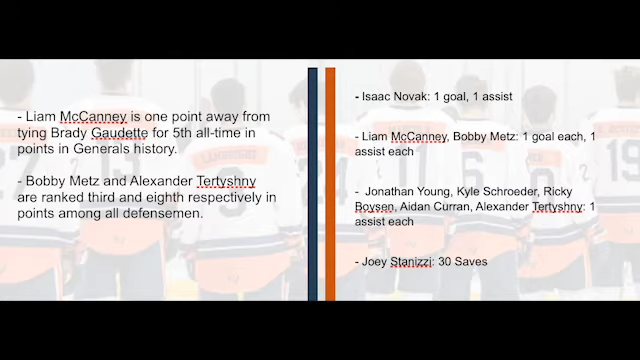 - Liam McCanney is one point away from
tying Brady Gaudette for 5th all-time in
points in Generals history.
- Bobby Metz and Alexander Tertyshny
are ranked third and eighth respectively in
points among all defensemen.
- Isaac Novak: 1 goal, 1 assist
- Liam McCanney, Bobby Metz: 1 goal each, 1
assist each
- Jonathan Young, Kyle Schroeder, Ricky
Boysen, Aidan Curran, Alexander Tertyshny: 1
assist each
- Joey Stanizzi: 30 Saves